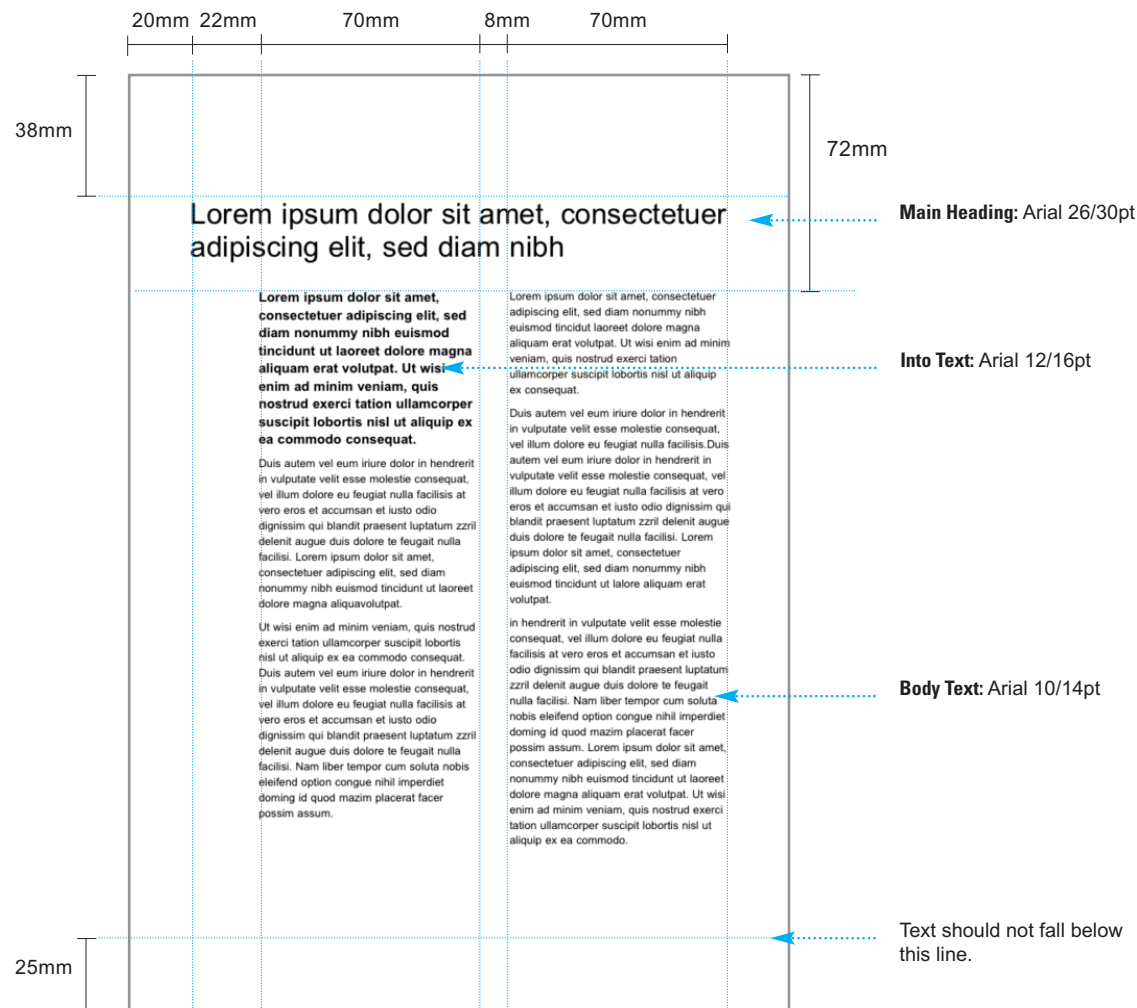 20mm 22mm 70mm 8mm 70mm
38mm
72mm
Lorem ipsum dolor sit amet, consectetuer
adipiscing elit, sed diam nibh
Main Heading: Arial 26/30pt
Lorem ipsum dolor sit amet,
consectetuer adipiscing elit, sed
diam nonummy nibh euismod
tincidunt ut laoreet dolore magna
aliquam erat volutpat. Ut wisi
enim ad minim veniam, quis
nostrud exerci tation ullamcorper
suscipit lobortis nisl ut aliquip ex
ea commodo consequat.
Duis autem vel eum iriure dolor in hendrerit
in vulputate velit esse molestie consequat,
vel illum dolore eu feugiat nulla facilisis at
vero eros et accumsan et iusto odio
dignissim qui blandit praesent luptatum zzril
delenit augue duis dolore te feugait nulla
facilisi. Lorem ipsum dolor sit amet,
consectetuer adipiscing elit, sed diam
nonummy nibh euismod tincidunt ut laoreet
dolore magna aliquavolutpat.
Ut wisi enim ad minim veniam, quis nostrud
exerci tation ullamcorper suscipit lobortis
nisl ut aliquip ex ea commodo consequat.
Duis autem vel eum iriure dolor in hendrerit
in vulputate velit esse molestie consequat,
vel illum dolore eu feugiat nulla facilisis at
vero eros et accumsan et iusto odio
dignissim qui blandit praesent luptatum zzril
delenit augue duis dolore te feugait nulla
facilisi. Nam liber tempor cum soluta nobis
eleifend option congue nihil imperdiet
doming id quod mazim placerat facer
possim assum.
Lorem ipsum dolor sit amet, consectetuer
adipiscing elit, sed diam nonummy nibh
euismod tincidut laoreet dolore magna
aliquam erat volutpat. Ut wisi enim ad minim
veniam, quis nostrud exerci tation
ullamcorper suscipit lobortis nisl ut aliquip
ex ea consequat.
Duis autem vel eum iriure dolor in hendrerit
in vulputate velit esse molestie consequat,
vel illum dolore eu feugiat nulla facilisis.Duis
autem vel eum iriure dolor in hendrerit in
vulputate velit esse molestie consequat, vel
illum dolore eu feugiat nulla facilisis at vero
eros et accumsan et iusto odio dignissim qui
blandit praesent luptatum zzril delenit augue
duis dolore te feugait nulla facilisi. Lorem
ipsum dolor sit amet, consectetuer
adipiscing elit, sed diam nonummy nibh
euismod tincidunt ut lalore aliquam erat
volutpat.
in hendrerit in vulputate velit esse molestie
consequat, vel illum dolore eu feugiat nulla
facilisis at vero eros et accumsan et iusto
odio dignissim qui blandit praesent luptatum
zzril delenit augue duis dolore te feugait
nulla facilisi. Nam liber tempor cum soluta
nobis eleifend option congue nihil imperdiet
doming id quod mazim placerat facer
possim assum. Lorem ipsum dolor sit amet,
consectetuer adipiscing elit, sed diam
nonummy nibh euismod tincidunt ut laoreet
dolore magna aliquam erat volutpat. Ut wisi
enim ad minim veniam, quis nostrud exerci
tation ullamcorper suscipit lobortis nisl ut
aliquip ex ea commodo.
Into Text: Arial 12/16pt
Body Text: Arial 10/14pt
Text should not fall below
this line.
25mm